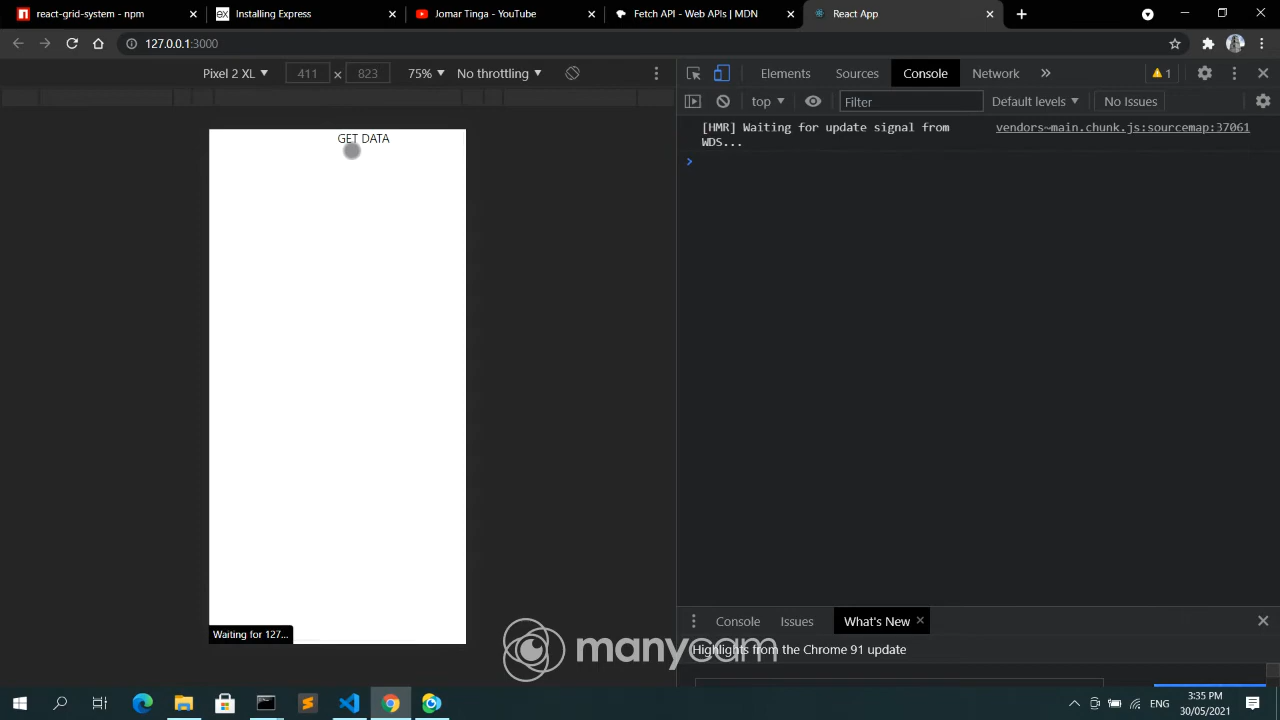 react-grid-system - npm
Installing Express
Jomar Tinga - YouTube
Fetch API - Web APIs | MDN
React App
127.0.0.1:3000
Pixel 2 XL
411 × 823
75%
No throttling
Elements
Sources
Console
Network
1
top
Filter
Default levels
No Issues
[HMR] Waiting for update signal from vendors~main.chunk.js:sourcemap:37061
WDS...
GET DATA
Waiting for 127...
manycam
Console
Issues
What's New
Highlights from the Chrome 91 update
ENG
3:35 PM
30/05/2021